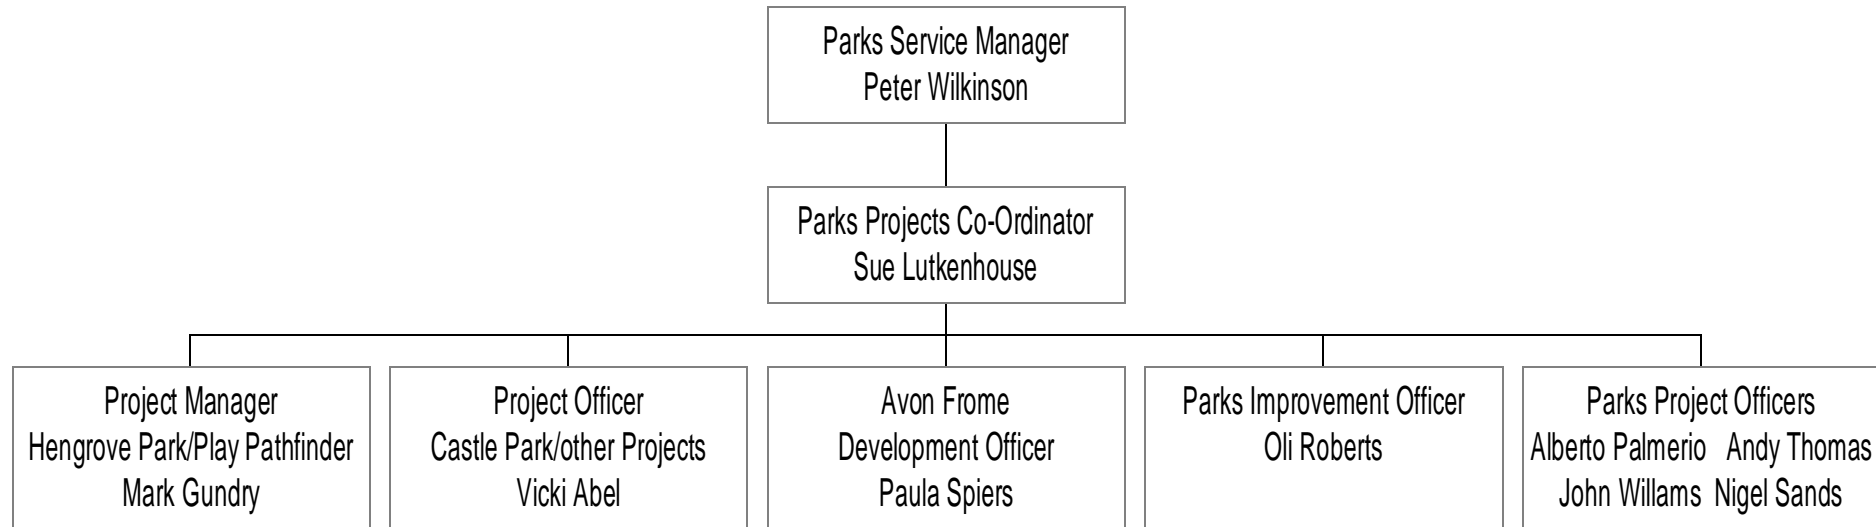 Parks Service Manager
Peter Wilkinson
Parks Projects Co-Ordinator
Sue Lutkenhouse
Project Manager
Hengrove Park/Play Pathfinder
Mark Gundry
Project Officer
Castle Park/other Projects
Vicki Abel
Avon Frome
Development Officer
Paula Spiers
Parks Improvement Officer
Oli Roberts
Parks Project Officers
Alberto Palmerio Andy Thomas
John Willams Nigel Sands